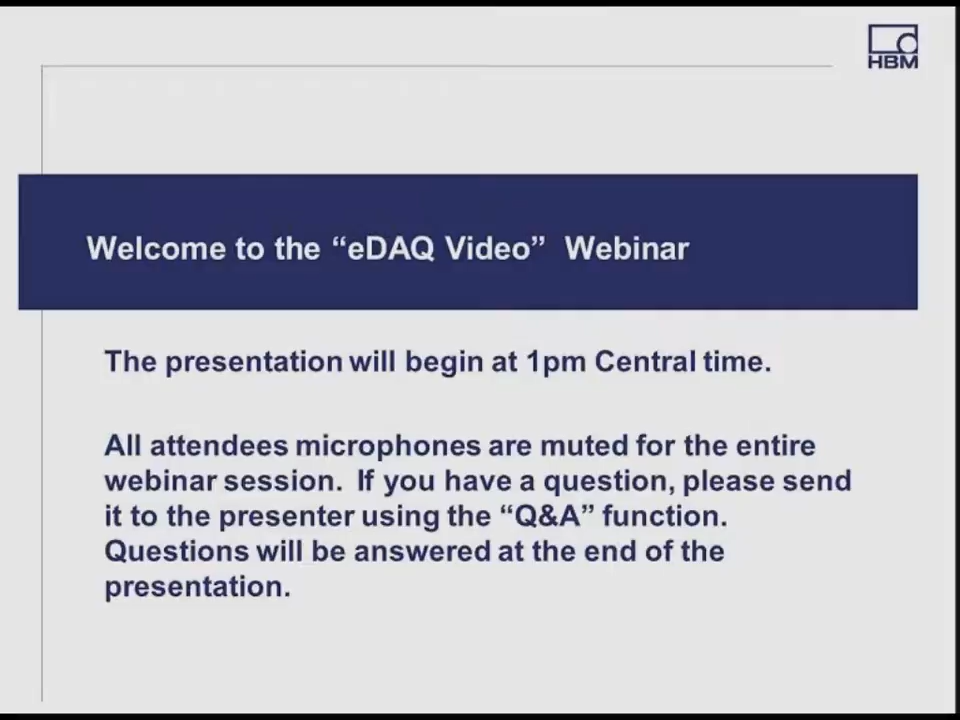 HBM
Welcome to the “eDAQ Video”  Webinar
The presentation will begin at 1pm Central time.
All attendees microphones are muted for the entire
webinar session.  If you have a question, please send
it to the presenter using the “Q&A” function.
Questions will be answered at the end of the
presentation.